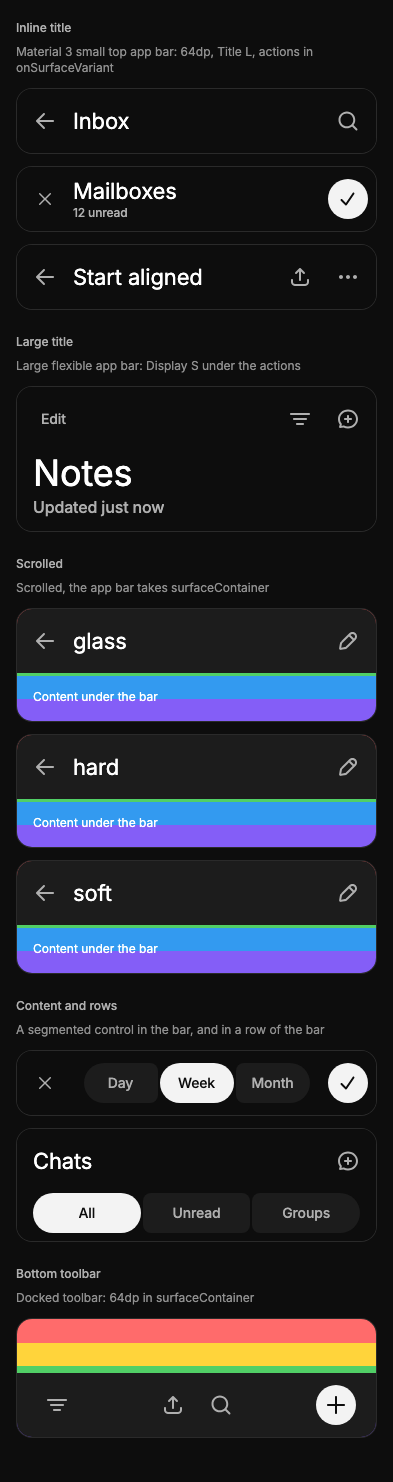 Inline title
Material 3 small top app bar: 64dp, Title L, actions in
onSurfaceVariant
Inbox
Mailboxes
12 unread
Start aligned
Large title
Large flexible app bar: Display S under the actions
Edit
Notes
Updated just now
Scrolled
Scrolled, the app bar takes surfaceContainer
glass
Content under the bar
hard
Content under the bar
soft
Content under the bar
Content and rows
A segmented control in the bar, and in a row of the bar
Day Week Month
Chats
All Unread Groups
Bottom toolbar
Docked toolbar: 64dp in surfaceContainer